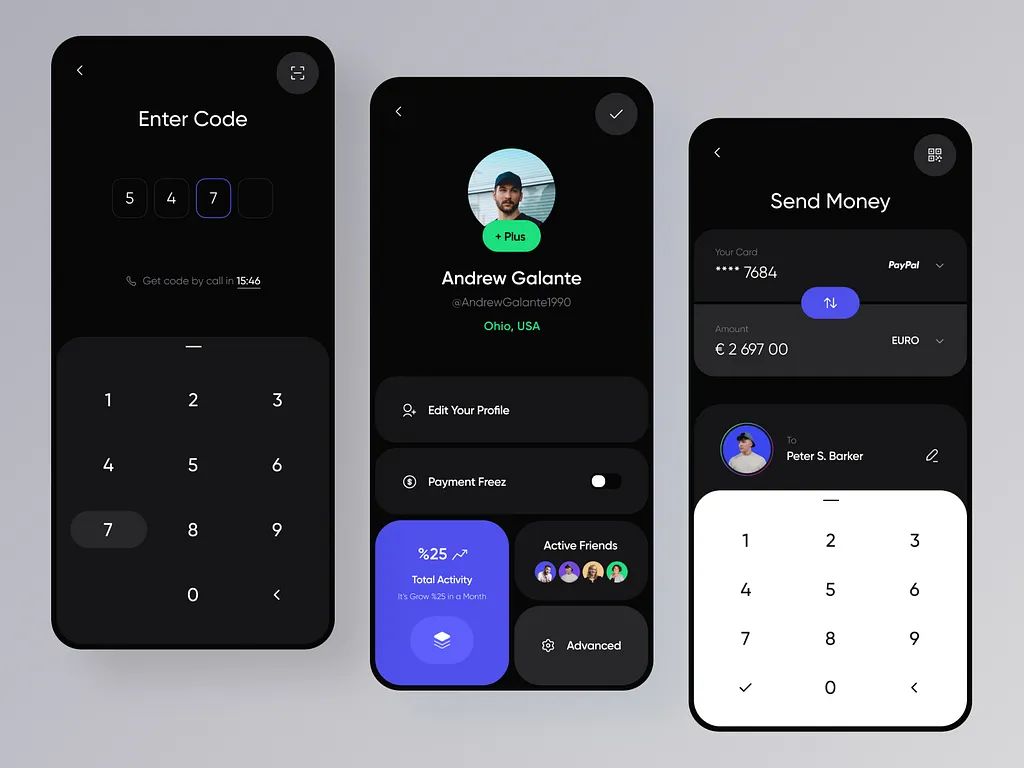 Enter Code
5 4 7
Get code by call in 15:46
1 2 3
4 5 6
7 8 9
0
+ Plus
Andrew Galante
@AndrewGalante1990
Ohio, USA
Edit Your Profile
Payment Freez
%25
Total Activity
It's Grow %25 in a Month
Active Friends
Advanced
Send Money
Your Card
**** 7684
PayPal
Amount
€ 2 697 00
EURO
To
Peter S. Barker
1 2 3
4 5 6
7 8 9
0